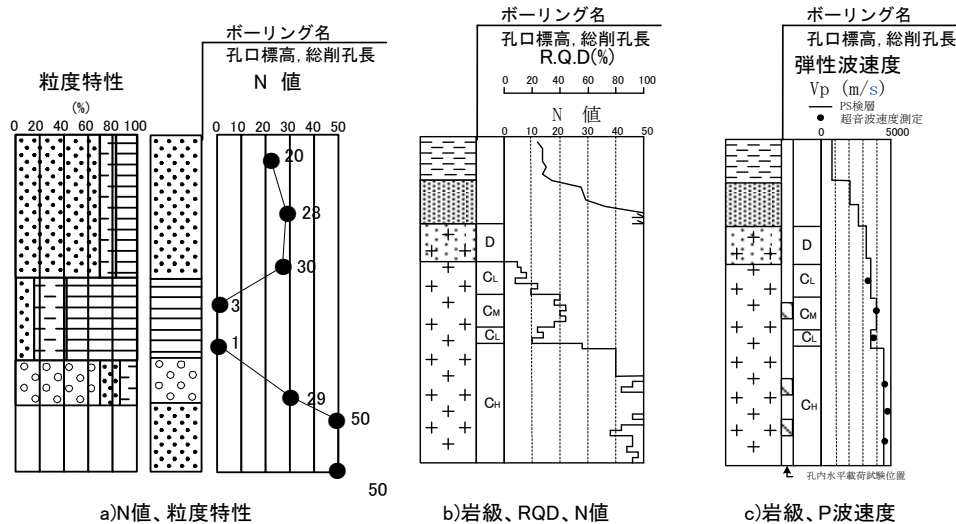 ボーリング名
孔口標高, 総削孔長
粒度特性
(%)
0 20 40 60 80 100
N 値
0 10 20 30 40 50
20
28
30
3
1
29
50
50
a)N値、粒度特性
ボーリング名
孔口標高, 総削孔長
R.Q.D(%)
0 20 40 60 80 100
N 値
0 10 20 30 40 50
D
CL
CM
CL
CH
b)岩級、RQD、N値
ボーリング名
孔口標高, 総削孔長
弾性波速度
Vp (m/s)
PS検層
超音波速度測定
0 5000
D
CL
CM
CL
CH
孔内水平載荷試験位置
c)岩級、P波速度